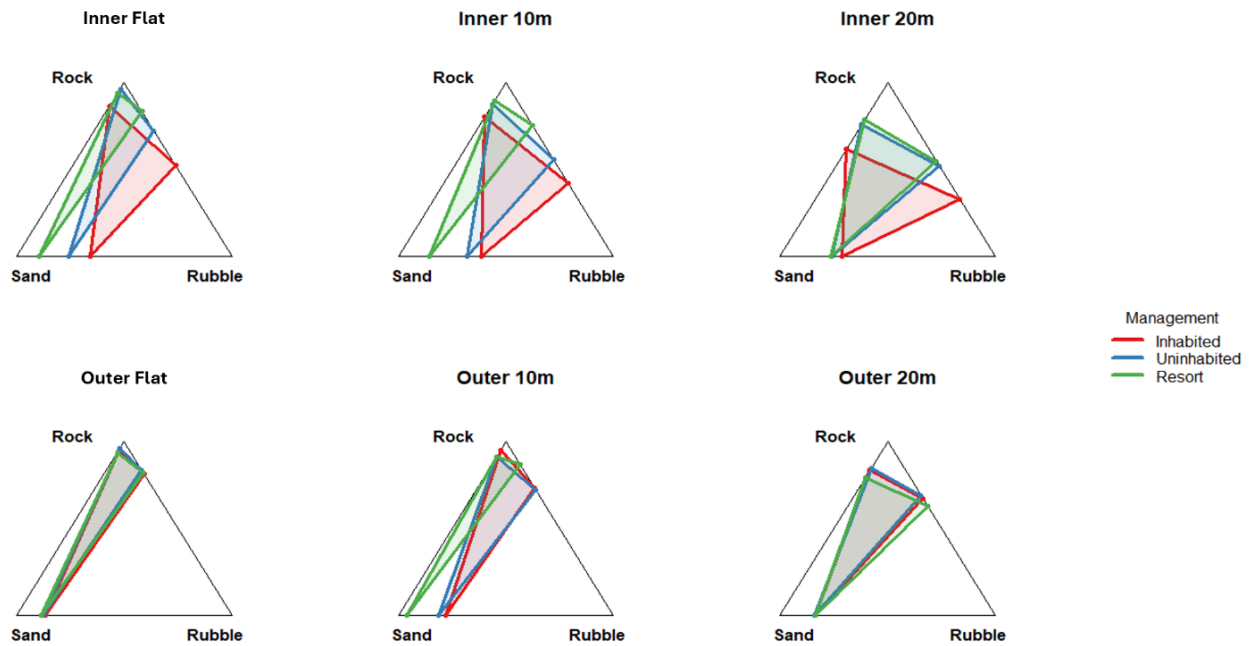 Inner Flat
Inner 10m
Inner 20m
Rock
Rock
Rock
Sand
Rubble
Sand
Rubble
Sand
Rubble
Management
Inhabited
Uninhabited
Resort
Outer Flat
Outer 10m
Outer 20m
Rock
Rock
Rock
Sand
Rubble
Sand
Rubble
Sand
Rubble